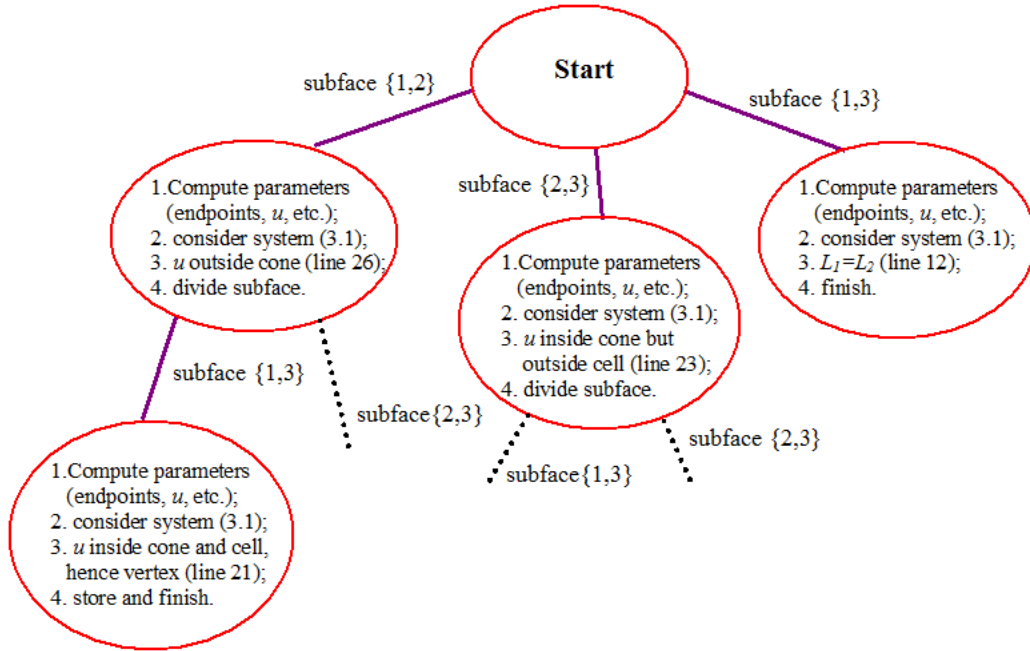 Start
subface {1,2}
subface {1,3}
subface {2,3}
1.Compute parameters
(endpoints, u, etc.);
2. consider system (3.1);
3. u outside cone (line 26);
4. divide subface.
1.Compute parameters
(endpoints, u, etc.);
2. consider system (3.1);
3. u inside cone but
outside cell (line 23);
4. divide subface.
1.Compute parameters
(endpoints, u, etc.);
2. consider system (3.1);
3. L1=L2 (line 12);
4. finish.
subface {1,3}
subface{2,3}
subface{1,3}
subface {2,3}
1.Compute parameters
(endpoints, u, etc.);
2. consider system (3.1);
3. u inside cone and cell,
hence vertex (line 21);
4. store and finish.